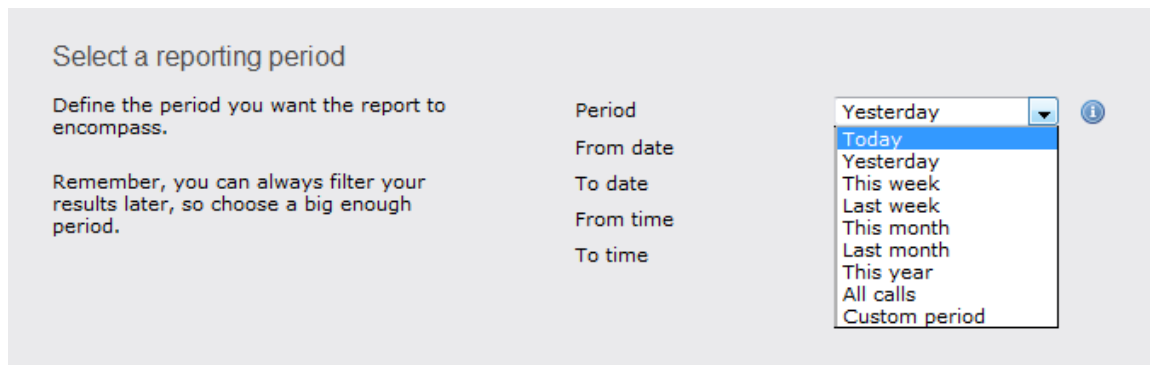 Select a reporting period
Define the period you want the report to
encompass.
Remember, you can always filter your
results later, so choose a big enough
period.
Period
From date
To date
From time
To time
Yesterday
Today
Yesterday
This week
Last week
This month
Last month
This year
All calls
Custom period